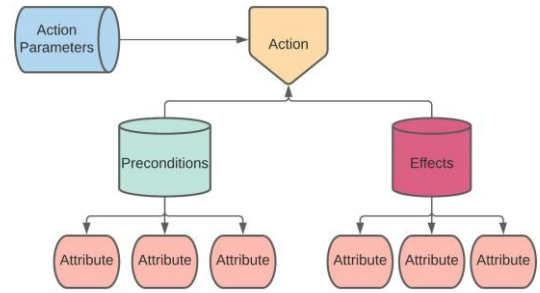 Action
Parameters
Action
Preconditions
Effects
Attribute
Attribute
Attribute
Attribute
Attribute
Attribute